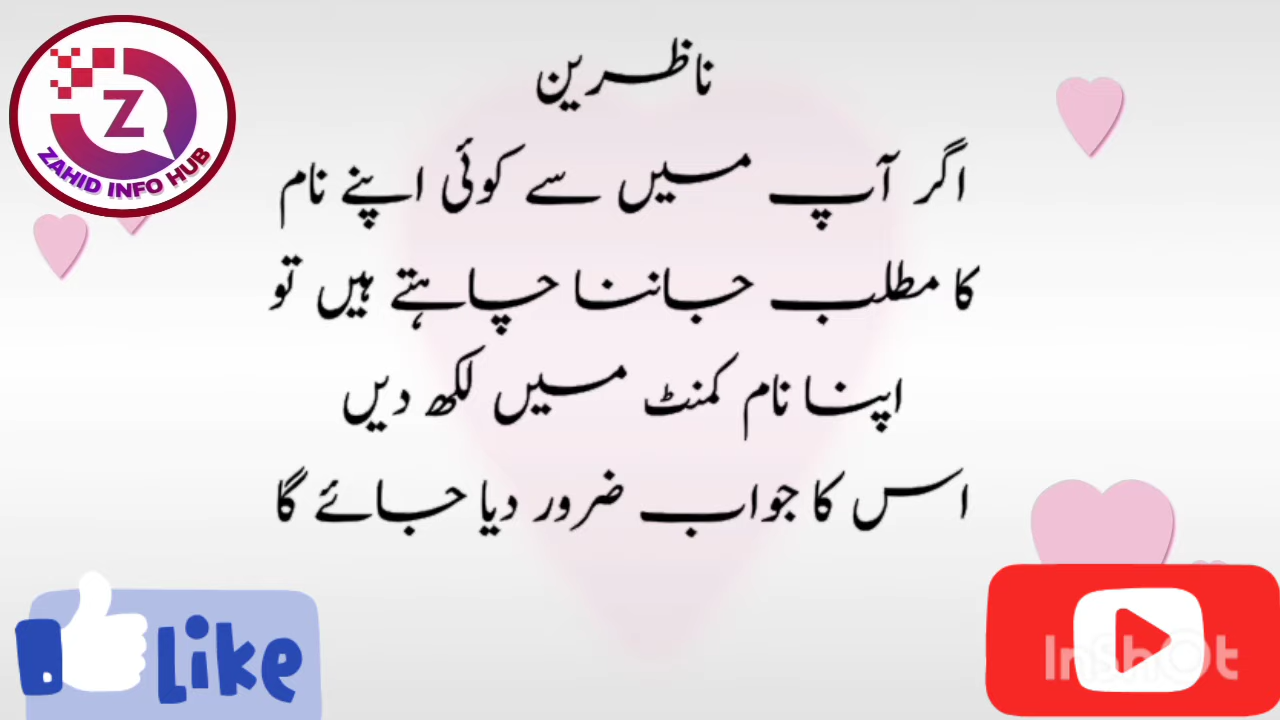 ZAHID INFO HUB
Z
ناظرین
اگر آپ میں سے کوئی اپنے نام
کا مطلب جاننا چاہتے ہیں تو
اپنا نام کمنٹ میں لکھ دیں
اس کا جواب ضرور دیا جائے گا
Like
InShOt